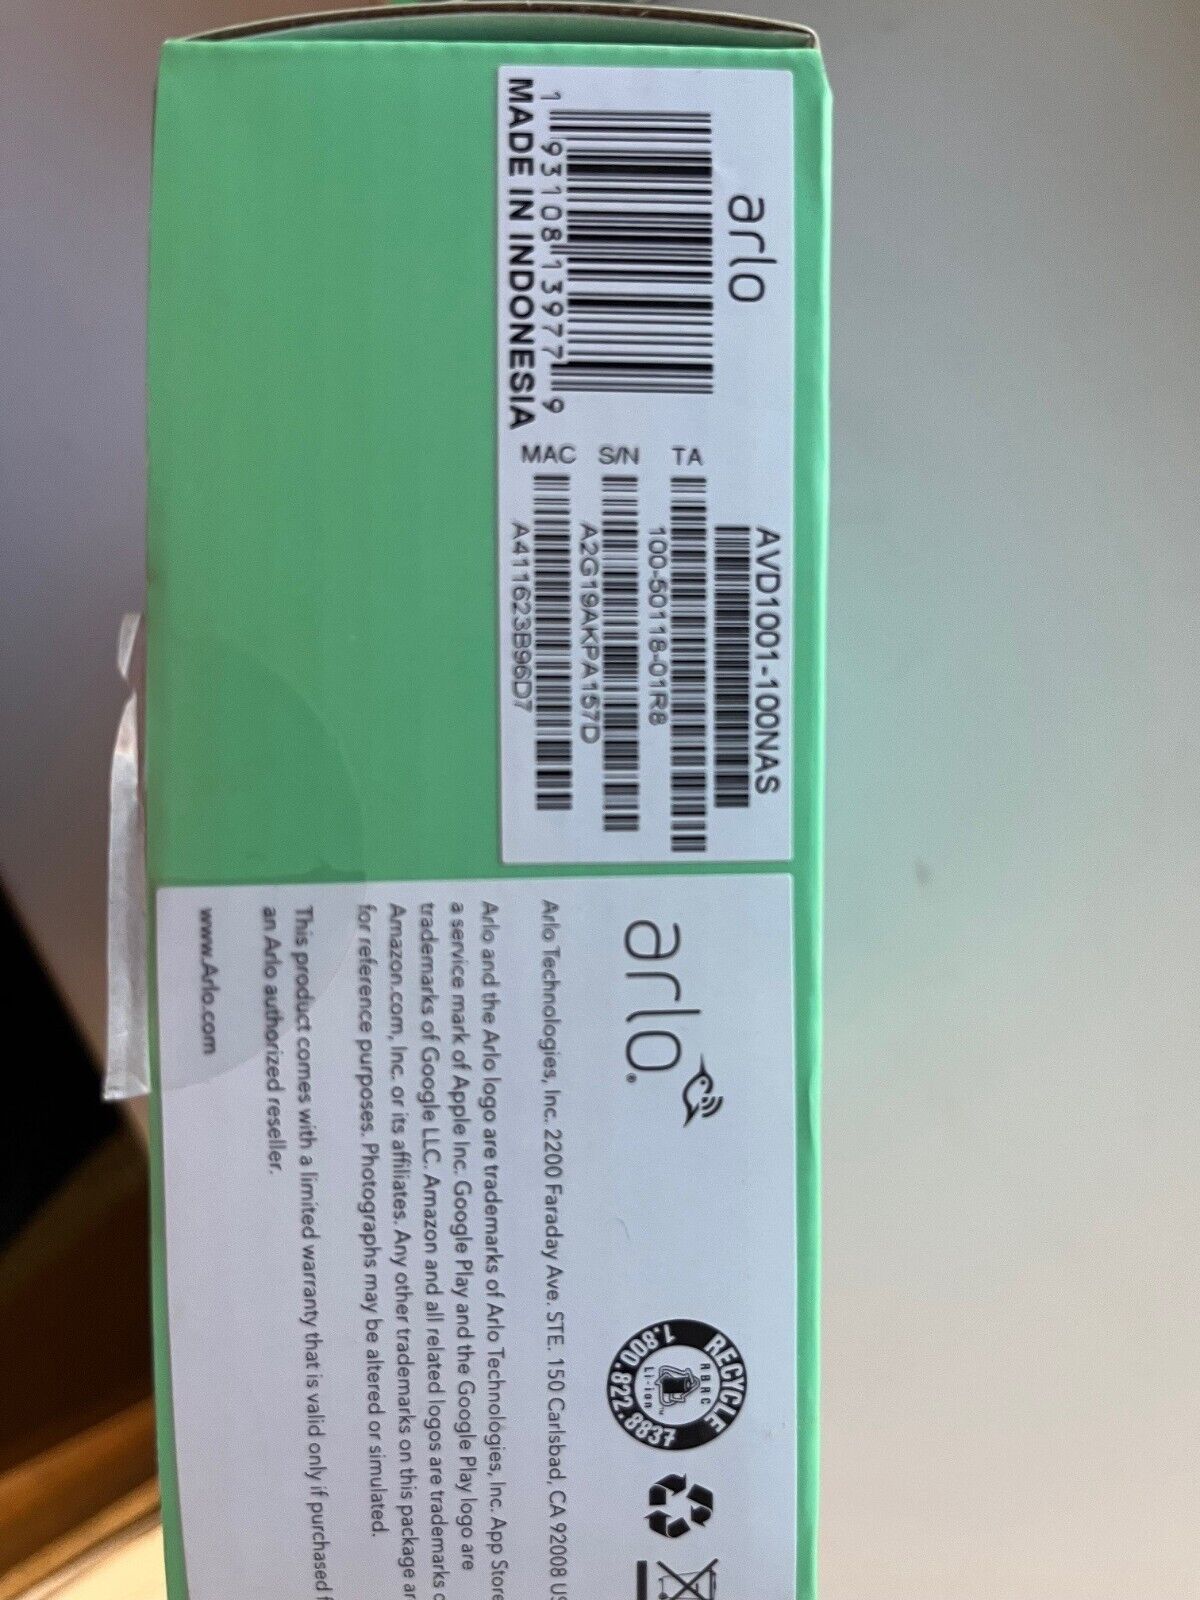 arlo
1 93108 13977 9
MADE IN INDONESIA
AVD1001-100NAS
TA
100-50118-01R8
S/N
A2G19AKPA157D
MAC
A411623B96D7
arlo®
RECYCLE
RBRC
Li-ion
1.800.822.8837
Arlo Technologies, Inc. 2200 Faraday Ave. STE. 150 Carlsbad, CA 92008 US
Arlo and the Arlo logo are trademarks of Arlo Technologies, Inc. App Store
a service mark of Apple Inc. Google Play and the Google Play logo are
trademarks of Google LLC. Amazon and all related logos are trademarks
Amazon.com, Inc. or its affiliates. Any other trademarks on this package
for reference purposes. Photographs may be altered or simulated.
This product comes with a limited warranty that is valid only if purchased
an Arlo authorized reseller.
www.Arlo.com